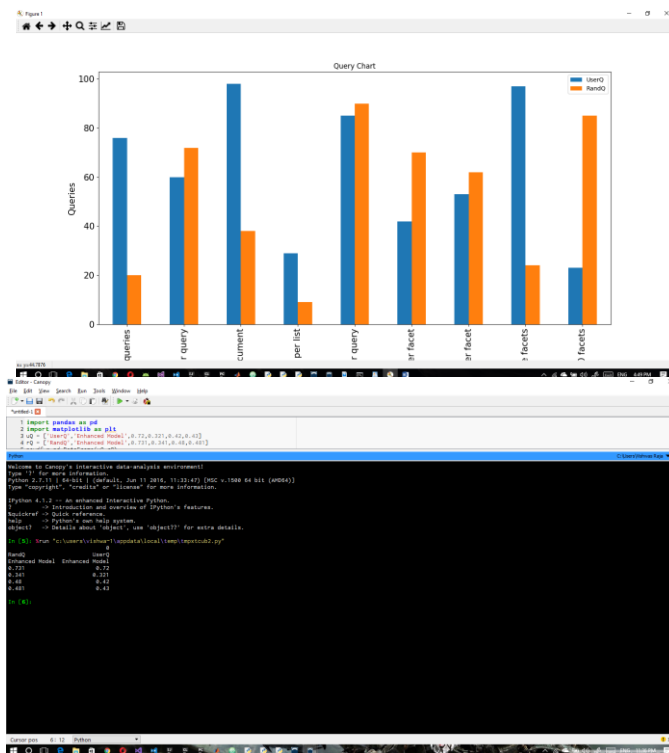 Figure 1
Query Chart
UserQ
RandQ
100
80
60
40
20
0
Queries
queries
r query
cument
per list
r query
er facet
er facet
e facets
) facets
ENG 4:49 PM
Editor - Canopy
File Edit View Search Run Tools Window Help
*untitled-1
1 import pandas as pd
2 import matplotlib as plt
3 uQ = ['UserQ','Enhanced Model',0.72,0.321,0.42,0.43]
4 rQ = ['RandQ','Enhanced Model',0.731,0.341,0.48,0.481]
Python
Welcome to Canopy's interactive data-analysis environment!
Type '?' for more information.
Python 2.7.11 | 64-bit | (default, Jun 11 2016, 11:33:47) [MSC v.1500 64 bit (AMD64)]
Type "copyright", "credits" or "license" for more information.
IPython 4.1.2 -- an enhanced Interactive Python.
? -> Introduction and overview of IPython's features.
%quickref -> Quick reference.
help -> Python's own help system.
object? -> Details about 'object', use 'object??' for extra details.
0
RandQ UserQ
Enhanced Model Enhanced Model
0.731 0.72
0.341 0.321
0.48 0.42
0.481 0.43
Cursor pos 6 : 12 Python
ENG